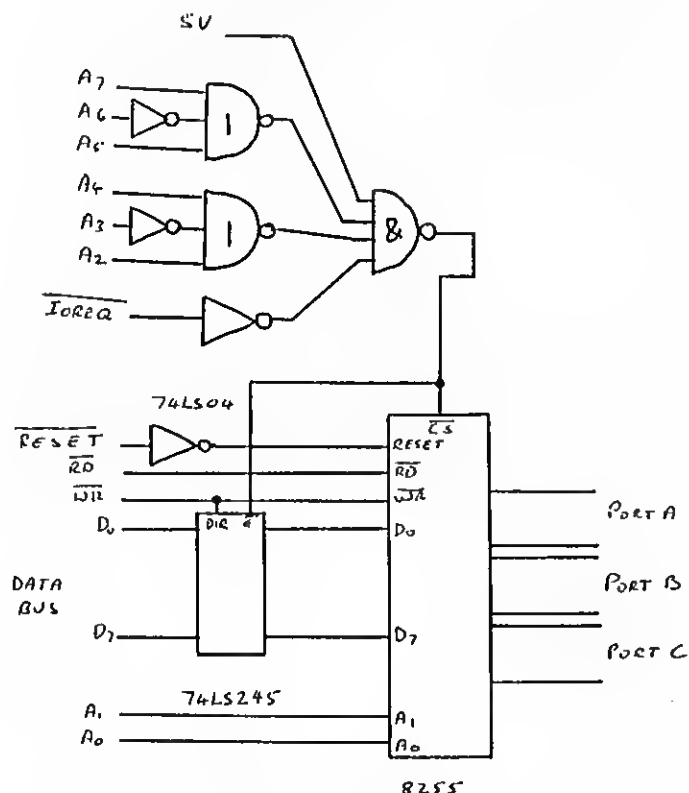 5V
A7
A6
A5
1
A4
A3
A2
1
&
IOREQ
74LS04
CS
RESET
RESET
RD
RD
WR
WR
DIR
D0
D0
DATA
BUS
D7
D7
74LS245
A1
A1
A0
A0
PORT A
PORT B
PORT C
8255